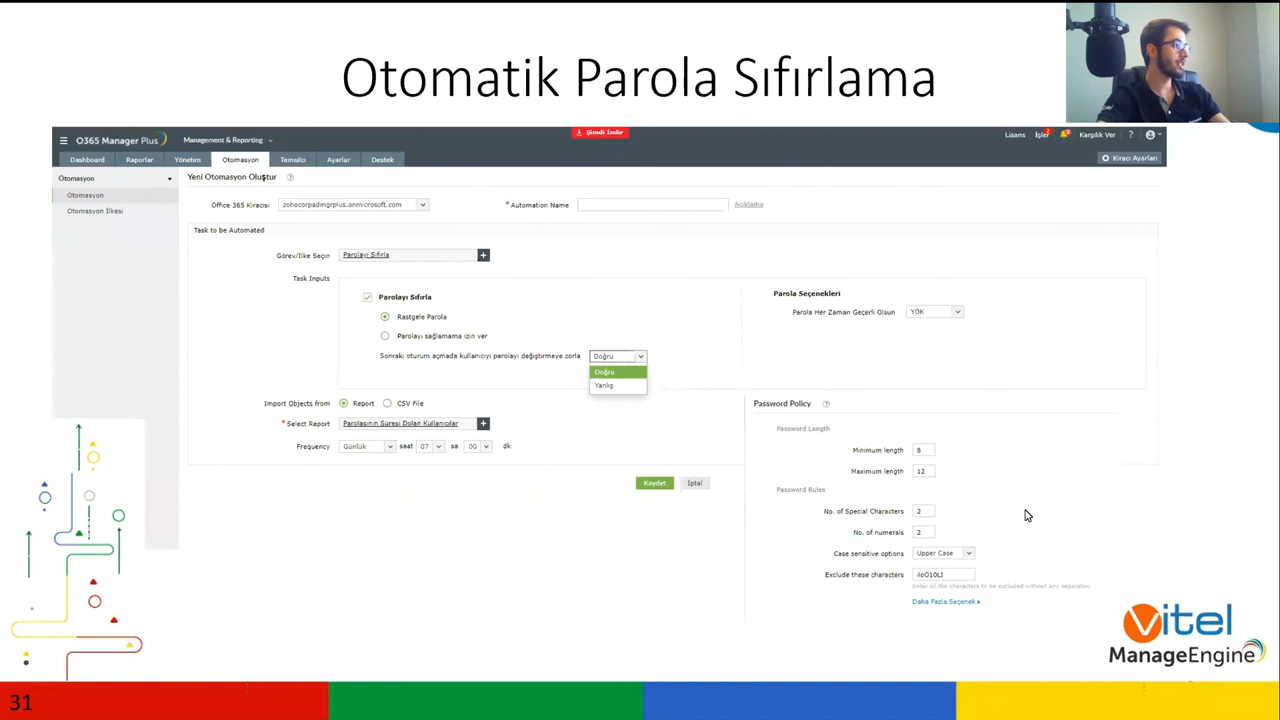 Otomatik Parola Sıfırlama
O365 Manager Plus
Management & Reporting
Şimdi İndir
Lisans İşler Karşılık Ver ?
Dashboard Raporlar Yönetim Otomasyon Temsilci Ayarlar Destek
Kiracı Ayarları
Otomasyon
Otomasyon
Otomasyon İlkesi
Yeni Otomasyon Oluştur ?
Office 365 Kiracısı zohocorpadmgrplus.onmicrosoft.com
* Automation Name Açıklama
Task to be Automated
Görev/İlke Seçin Parolayı Sıfırla +
Task Inputs
Parolayı Sıfırla
Rastgele Parola
Parolayı sağlamama izin ver
Sonraki oturum açmada kullanıcıyı parolayı değiştirmeye zorla Doğru
Doğru
Yanlış
Parola Seçenekleri
Parola Her Zaman Geçerli Olsun YOK
Import Objects from Report CSV File
* Select Report Parolasının Süresi Dolan Kullanıcılar +
Frequency Günlük saat 07 sa 00 dk
Kaydet İptal
Password Policy ?
Password Length
Minimum length 8
Maximum length 12
Password Rules
No. of Special Characters 2
No. of numerals 2
Case sensitive options Upper Case
Exclude these characters iloO10LI
Enter all the characters to be excluded without any separator.
Daha Fazla Seçenek
vitel
ManageEngine
31